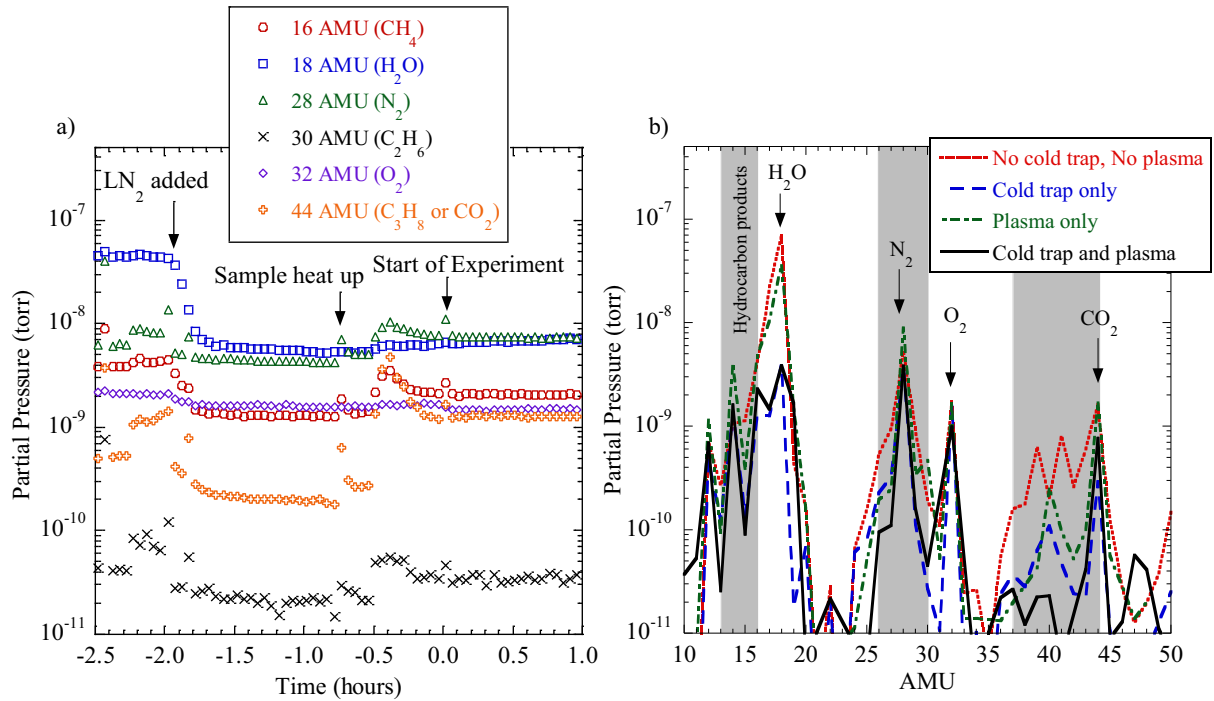 16 AMU (CH4)
18 AMU (H2O)
28 AMU (N2)
30 AMU (C2H6)
32 AMU (O2)
44 AMU (C3H8 or CO2)
a)
LN2 added
Sample heat up
Start of Experiment
10-7
10-8
10-9
10-10
10-11
Partial Pressure (torr)
-2.5 -2.0 -1.5 -1.0 -0.5 0.0 0.5 1.0
Time (hours)
b)
No cold trap, No plasma
Cold trap only
Plasma only
Cold trap and plasma
Hydrocarbon products
H2O
N2
O2
CO2
10-7
10-8
10-9
10-10
10-11
Partial Pressure (torr)
10 15 20 25 30 35 40 45 50
AMU